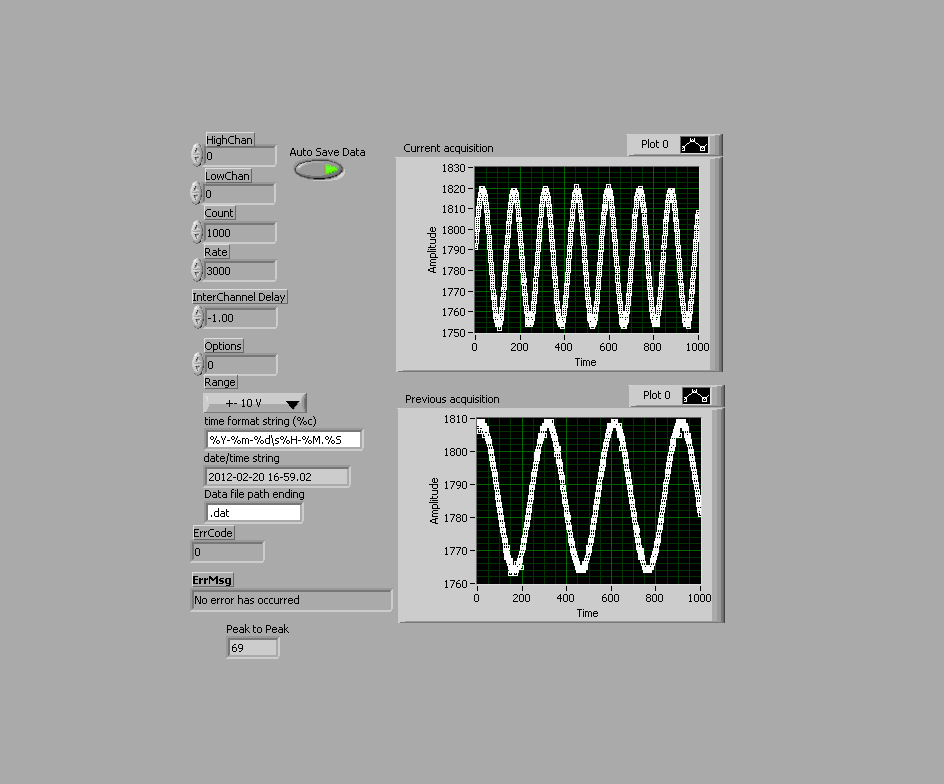 HighChan
0
Auto Save Data
LowChan
0
Count
1000
Rate
3000
InterChannel Delay
-1.00
Options
0
Range
+- 10 V
time format string (%c)
%Y-%m-%d\s%H-%M.%S
date/time string
2012-02-20 16-59.02
Data file path ending
.dat
ErrCode
0
ErrMsg
No error has occurred
Peak to Peak
69
Current acquisition
Plot 0
Amplitude
1830
1820
1810
1800
1790
1780
1770
1760
1750
0 200 400 600 800 1000
Time
Previous acquisition
Plot 0
Amplitude
1810
1800
1790
1780
1770
1760
0 200 400 600 800 1000
Time